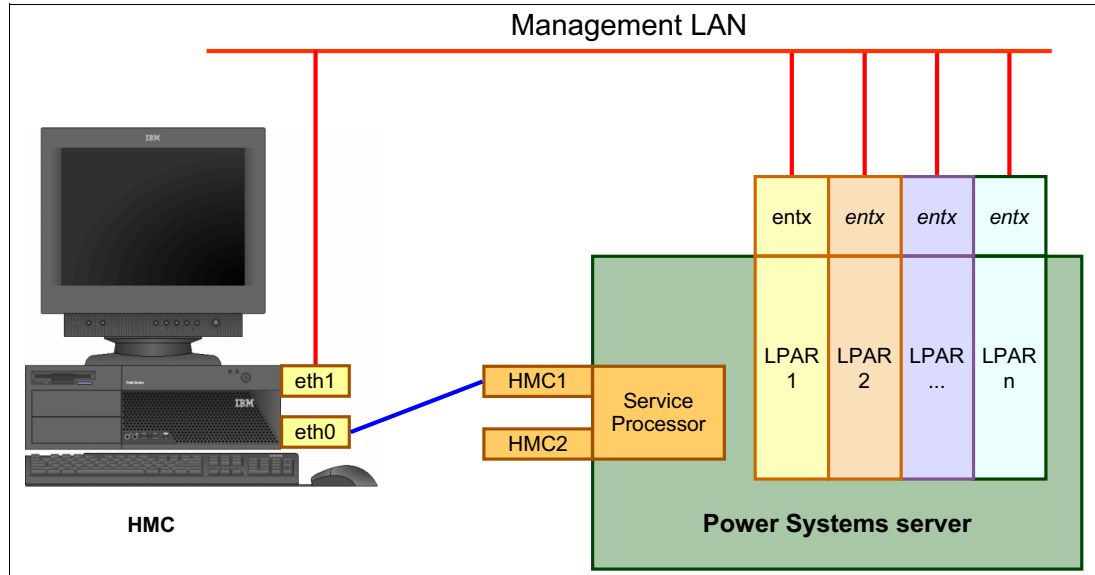 Management LAN
IBM
entx
entx
entx
entx
eth1
eth0
IBM
HMC1
HMC2
Service
Processor
LPAR
1
LPAR
2
LPAR
...
LPAR
n
HMC
Power Systems server